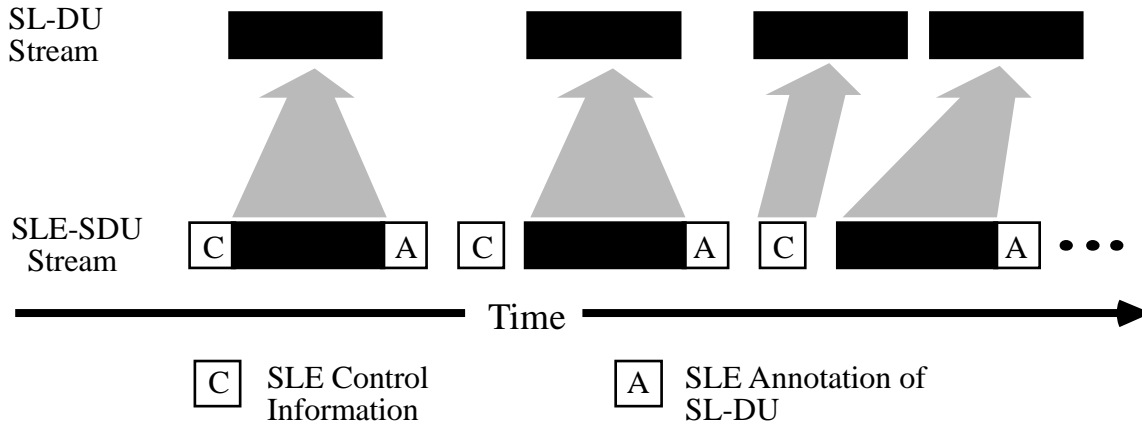 SL-DU
Stream
SLE-SDU
Stream
C
A
C
A
C
A
Time
C
SLE Control
Information
A
SLE Annotation of
SL-DU